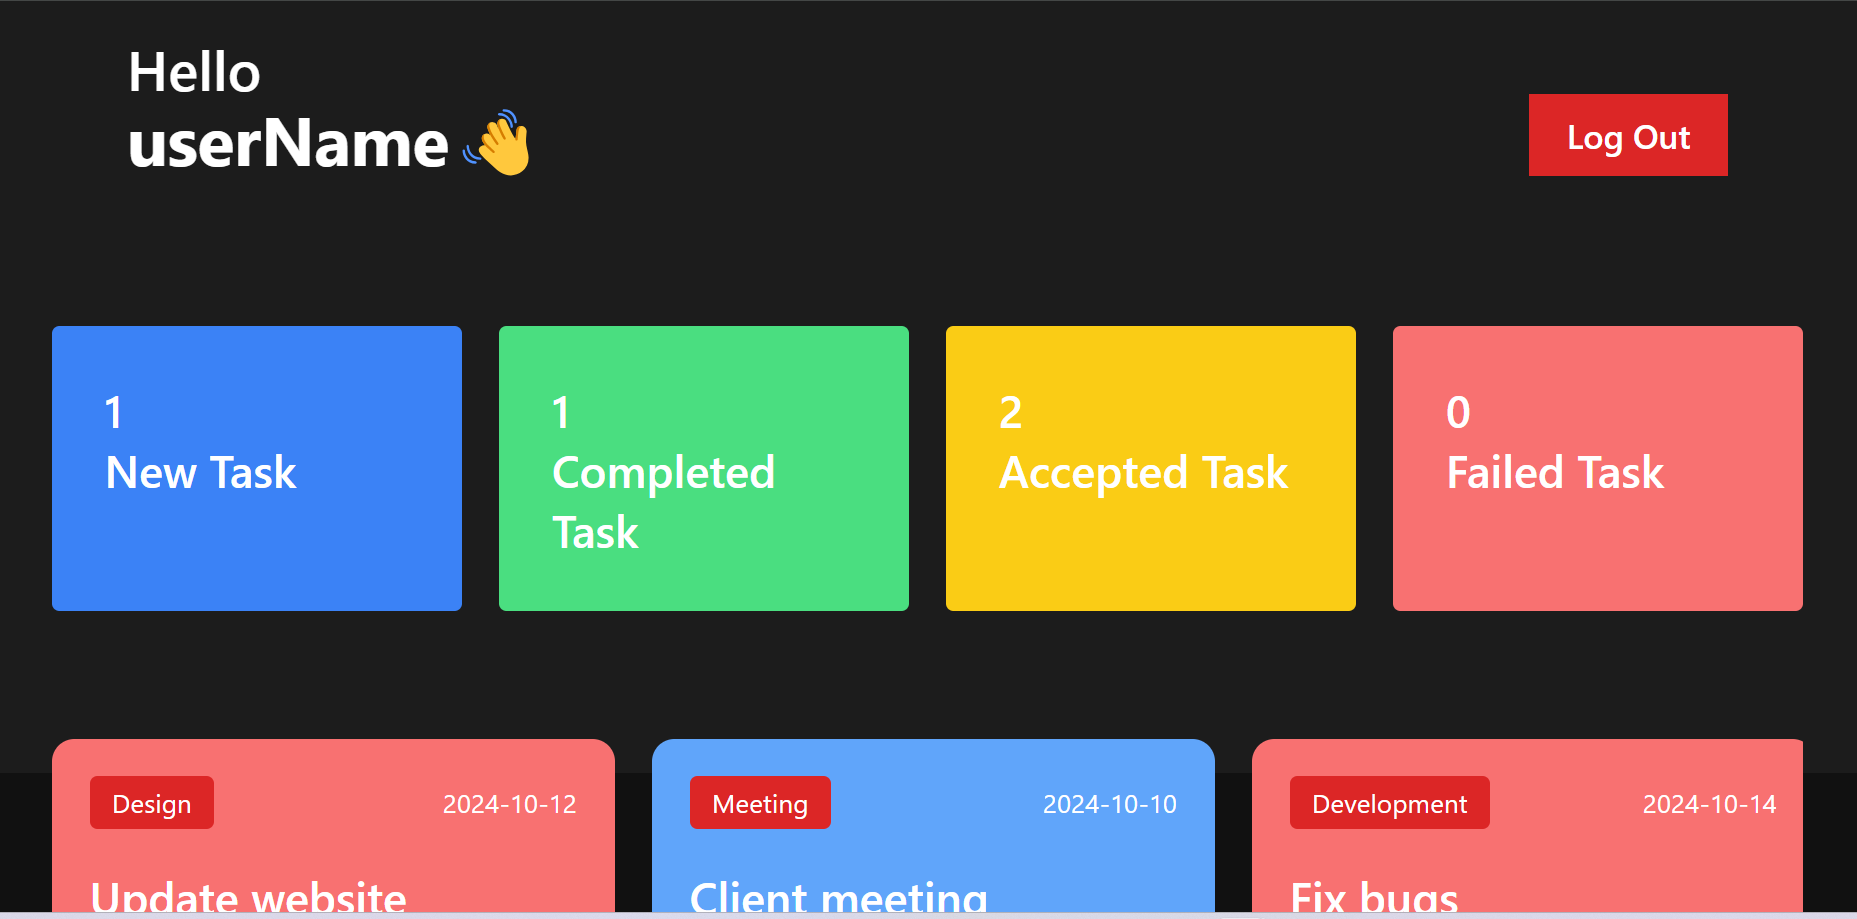 Hello
userName 👋
Log Out
1
New Task
1
Completed
Task
2
Accepted Task
0
Failed Task
Design
2024-10-12
Update website
Meeting
2024-10-10
Client meeting
Development
2024-10-14
Fix bugs